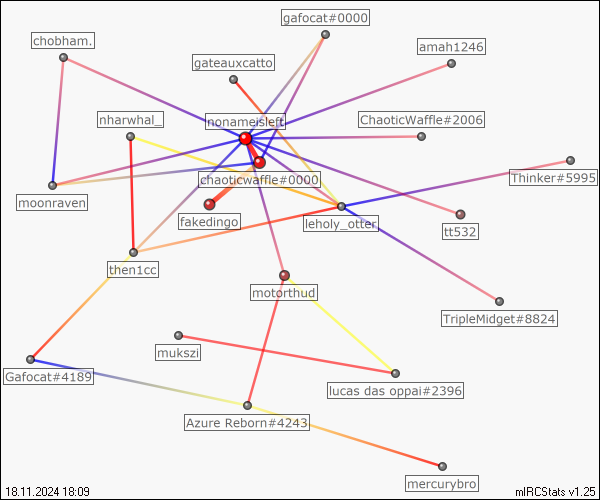 gafocat#0000
chobham.
amah1246
gateauxcatto
nharwhal_
nonameisleft
ChaoticWaffle#2006
Thinker#5995
chaoticwaffle#0000
moonraven
fakedingo
leholy_otter
tt532
then1cc
motorthud
TripleMidget#8824
mukszi
Gafocat#4189
lucas das oppai#2396
Azure Reborn#4243
mercurybro
18.11.2024 18:09
mIRCStats v1.25